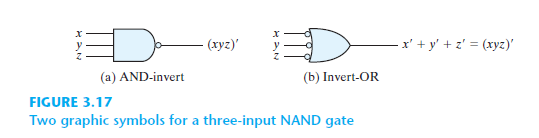 x
y
z
(xyz)'
x
y
z
x' + y' + z' = (xyz)'
(a) AND-invert
(b) Invert-OR
FIGURE 3.17
Two graphic symbols for a three-input NAND gate